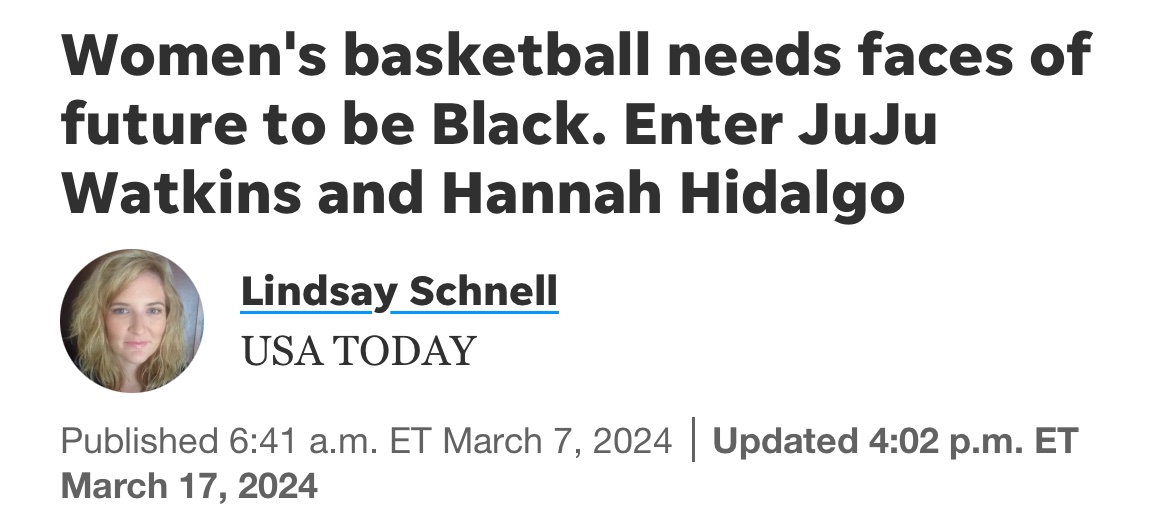 Women's basketball needs faces of
future to be Black. Enter JuJu
Watkins and Hannah Hidalgo
Lindsay Schnell
USA TODAY
Published 6:41 a.m. ET March 7, 2024 | Updated 4:02 p.m. ET
March 17, 2024